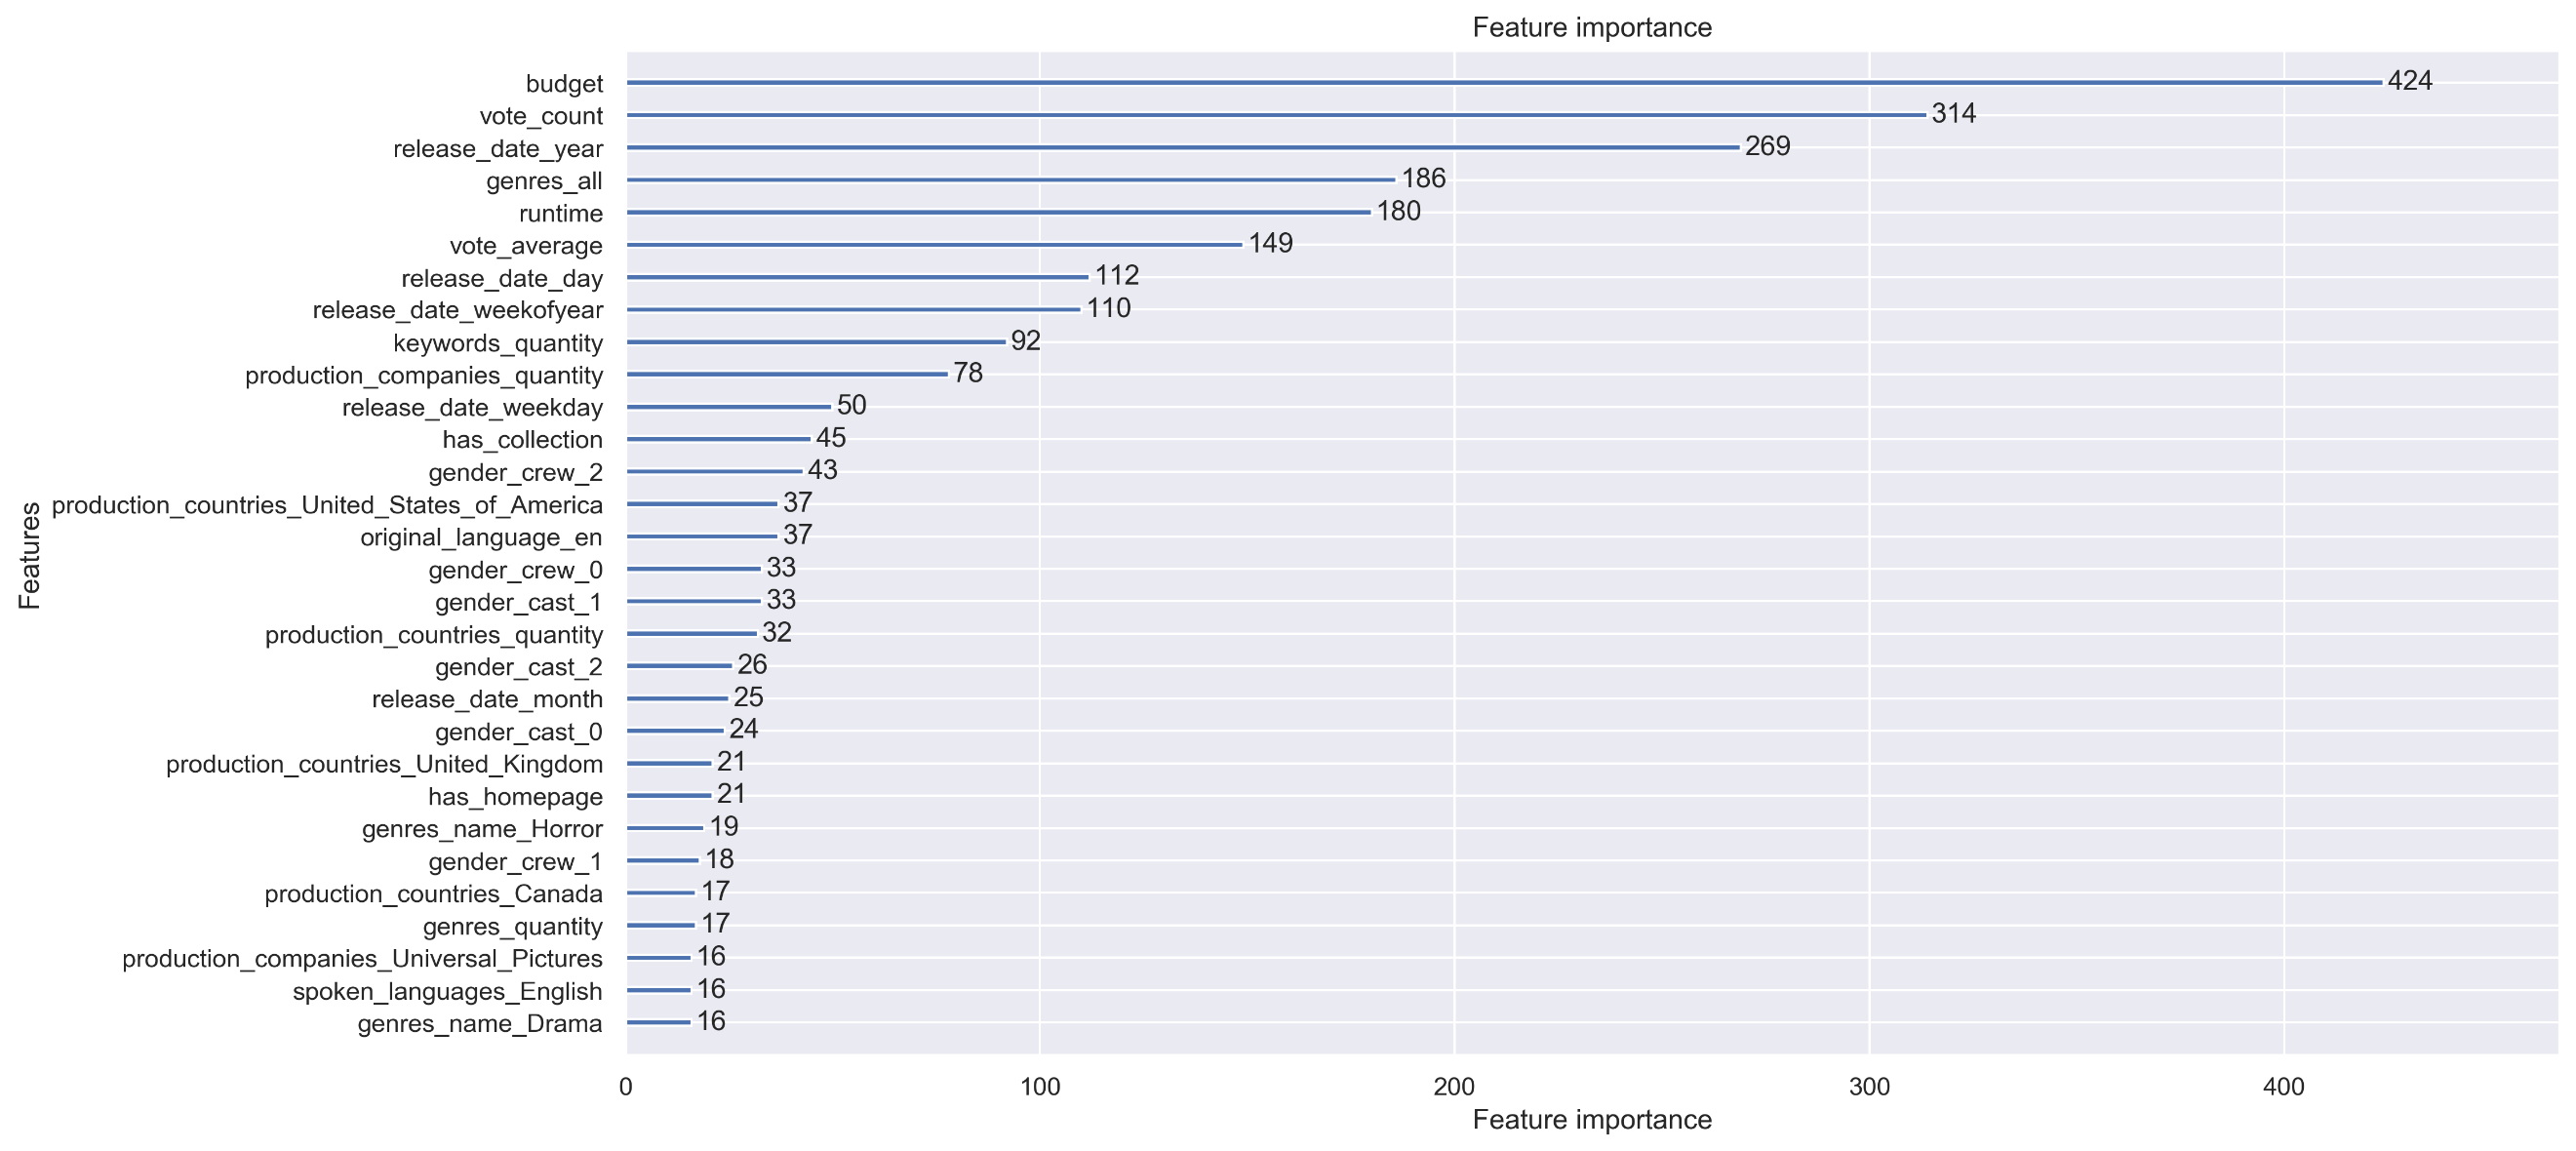 Feature importance
budget 424
vote_count 314
release_date_year 269
genres_all 186
runtime 180
vote_average 149
release_date_day 112
release_date_weekofyear 110
keywords_quantity 92
production_companies_quantity 78
release_date_weekday 50
has_collection 45
gender_crew_2 43
production_countries_United_States_of_America 37
original_language_en 37
gender_crew_0 33
gender_cast_1 33
production_countries_quantity 32
gender_cast_2 26
release_date_month 25
gender_cast_0 24
production_countries_United_Kingdom 21
has_homepage 21
genres_name_Horror 19
gender_crew_1 18
production_countries_Canada 17
genres_quantity 17
production_companies_Universal_Pictures 16
spoken_languages_English 16
genres_name_Drama 16
Features
0 100 200 300 400
Feature importance